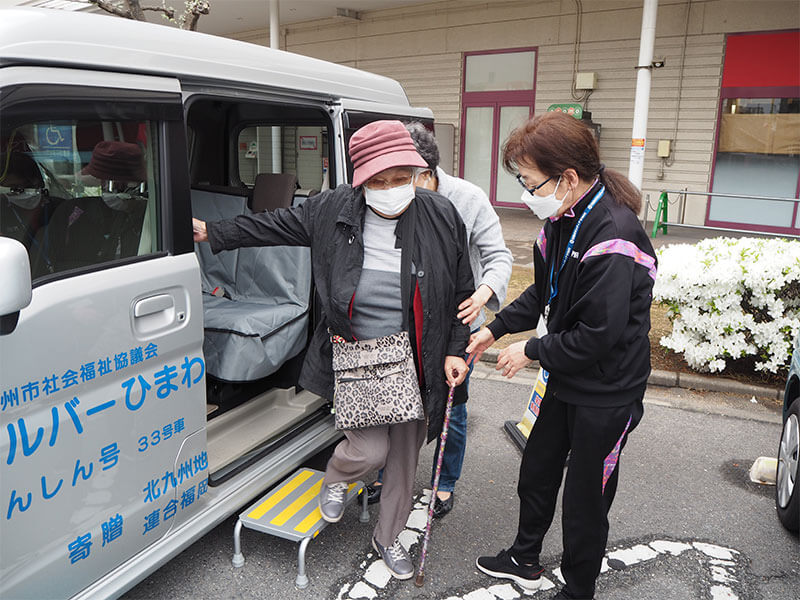 州市社会福祉協議会
ルバーひまわ
んしん号 33号車
北九州地
寄贈 連合福岡